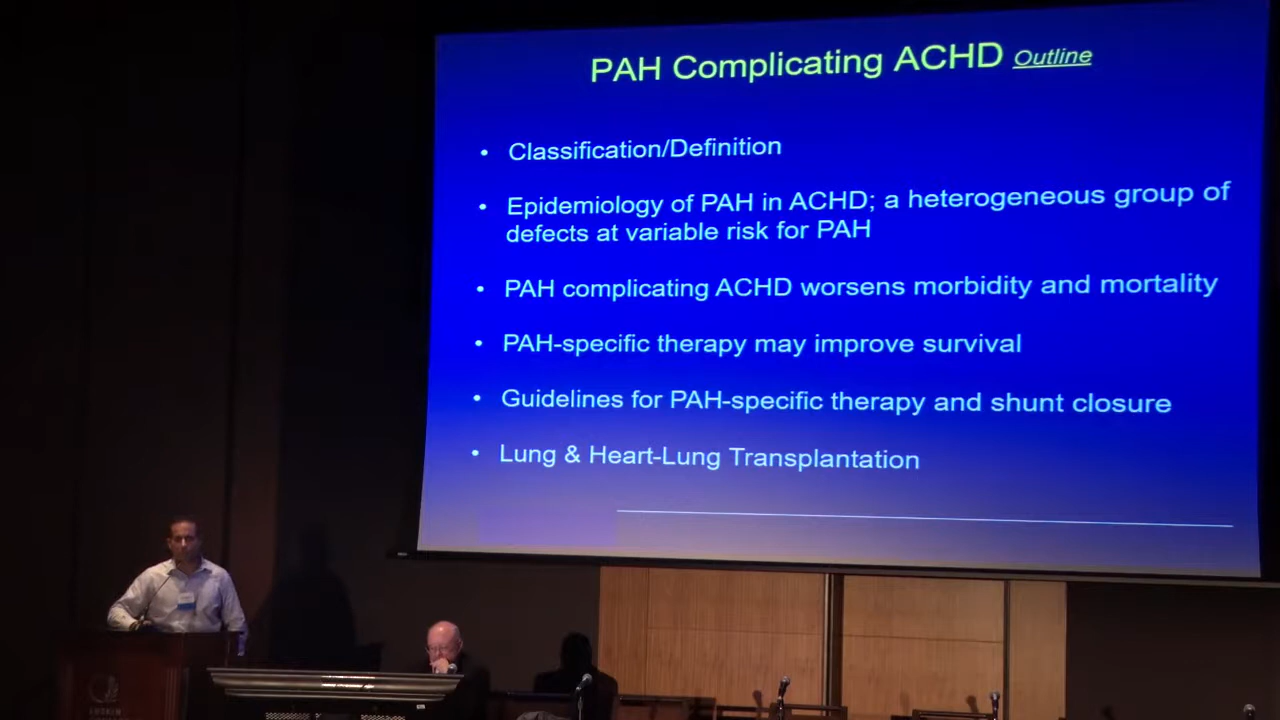 PAH Complicating ACHD Outline
• Classification/Definition
• Epidemiology of PAH in ACHD; a heterogeneous group of
defects at variable risk for PAH
• PAH complicating ACHD worsens morbidity and mortality
• PAH-specific therapy may improve survival
• Guidelines for PAH-specific therapy and shunt closure
• Lung & Heart-Lung Transplantation